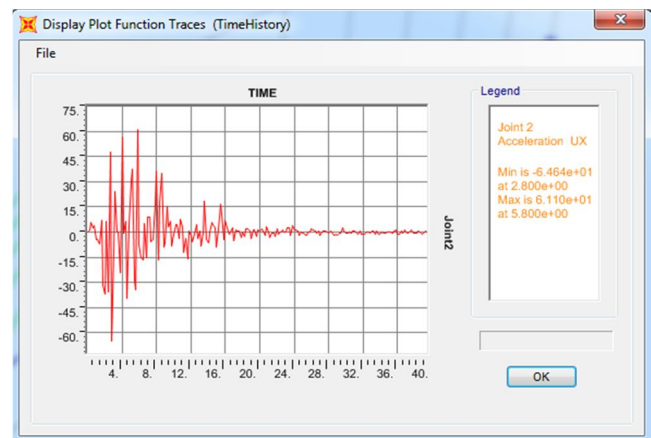 Display Plot Function Traces (TimeHistory)
File
TIME
75.
60.
45.
30.
15.
0.
-15.
-30.
-45.
-60.
4. 8. 12. 16. 20. 24. 28. 32. 36. 40.
Joint2
Legend
Joint 2
Acceleration UX
Min is -6.464e+01
at 2.800e+00
Max is 6.110e+01
at 5.800e+00
OK